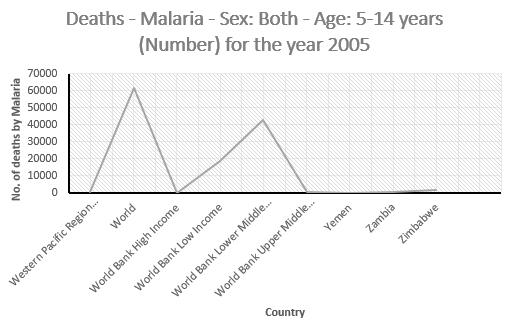 Deaths - Malaria - Sex: Both - Age: 5-14 years
(Number) for the year 2005
No. of deaths by Malaria
70000
60000
50000
40000
30000
20000
10000
0
Western Pacific Region...
World
World Bank High Income
World Bank Low Income
World Bank Lower Middle...
World Bank Upper Middle...
Yemen
Zambia
Zimbabwe
Country